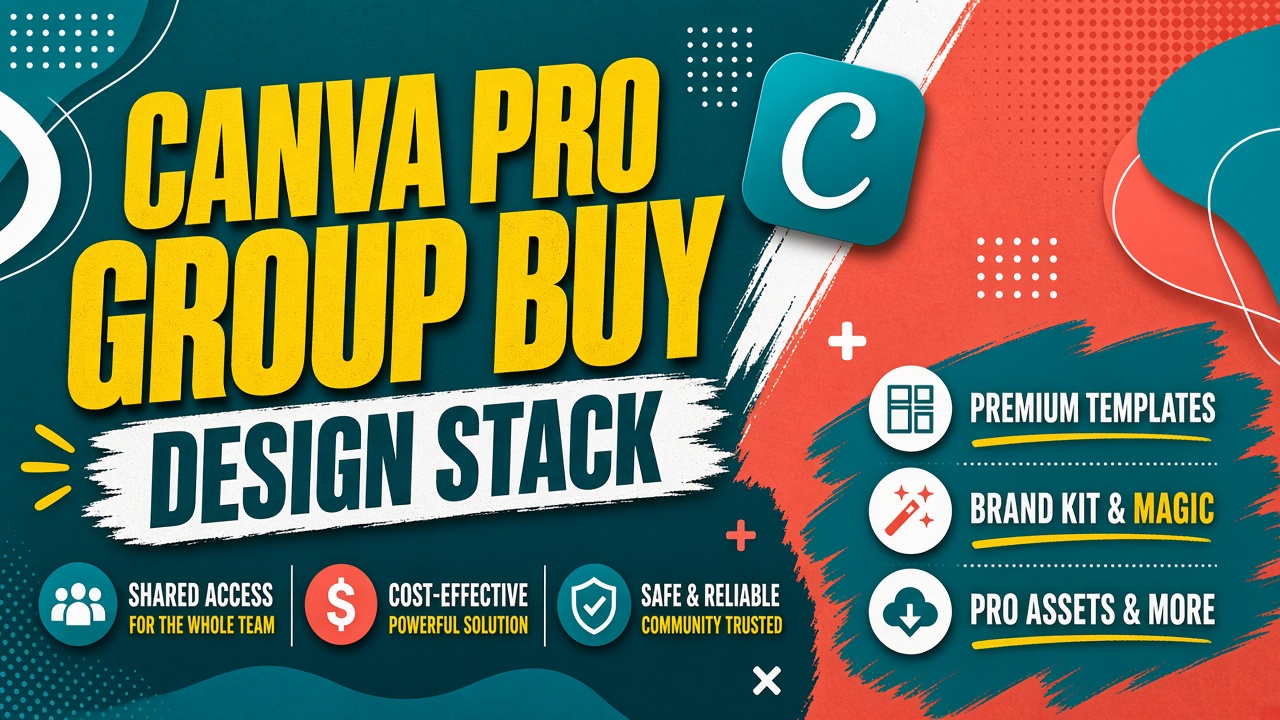 CANVA PRO
GROUP BUY
DESIGN STACK
C
PREMIUM TEMPLATES
BRAND KIT & MAGIC
PRO ASSETS & MORE
SHARED ACCESS
FOR THE WHOLE TEAM
$
COST-EFFECTIVE
POWERFUL SOLUTION
SAFE & RELIABLE
COMMUNITY TRUSTED